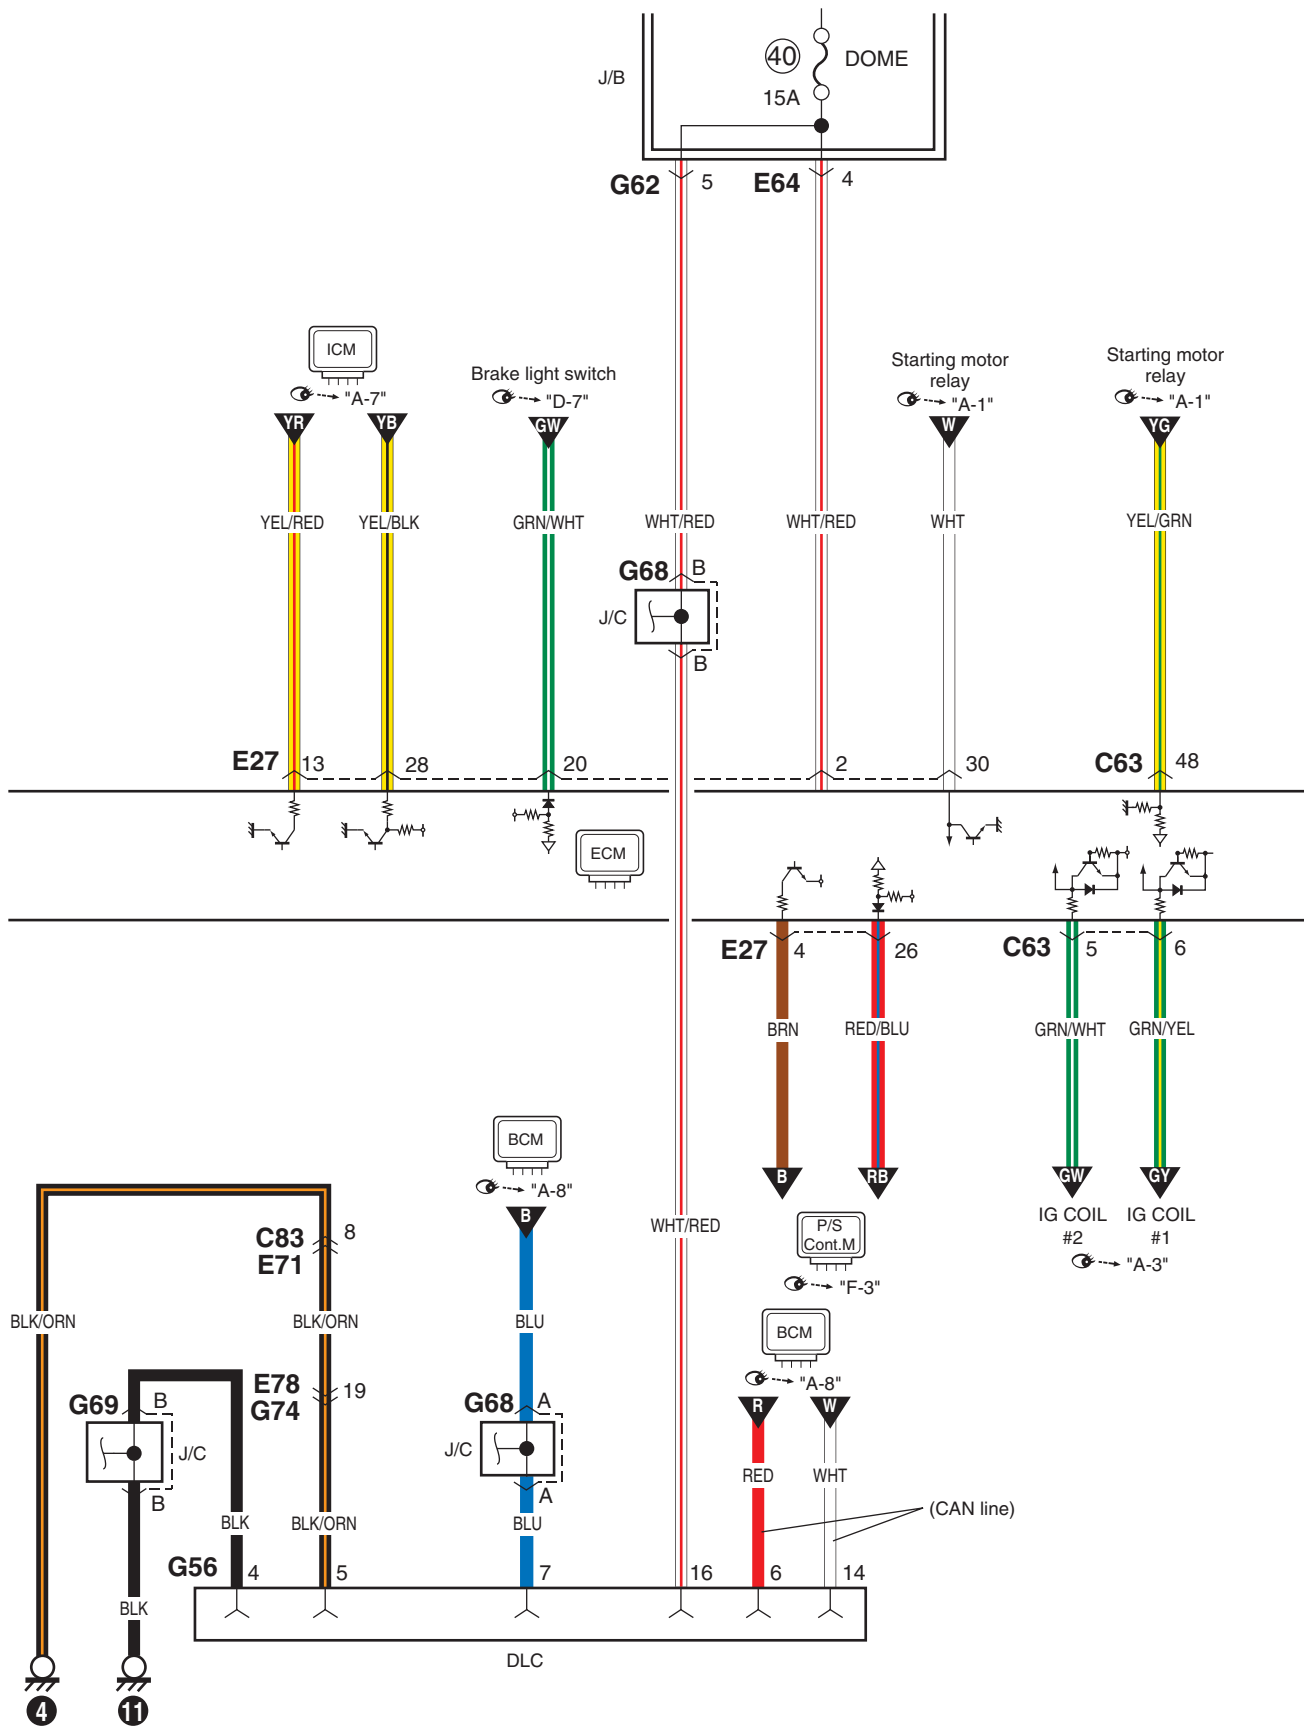 40 DOME
J/B
15A
G62 5 E64 4
ICM
"A-7"
Brake light switch
"D-7"
Starting motor
relay
"A-1"
Starting motor
relay
"A-1"
YR YB GW W YG
YEL/RED YEL/BLK GRN/WHT WHT/RED WHT/RED WHT YEL/GRN
G68 B
J/C
B
E27 13 28 20 2 30 C63 48
ECM
E27 4 26 C63 5 6
BRN RED/BLU GRN/WHT GRN/YEL
BCM
"A-8"
B
B RB GW GY
P/S
Cont.M
"F-3"
IG COIL
#2
IG COIL
#1
"A-3"
WHT/RED
C83 8
E71
BLK/ORN BLK/ORN BLU
BCM
"A-8"
R W
E78 19
G74
G69 B
J/C
B
G68 A
J/C
A
RED WHT
(CAN line)
BLK BLK/ORN BLU
G56 4 5 7 16 6 14
BLK
DLC
4 11